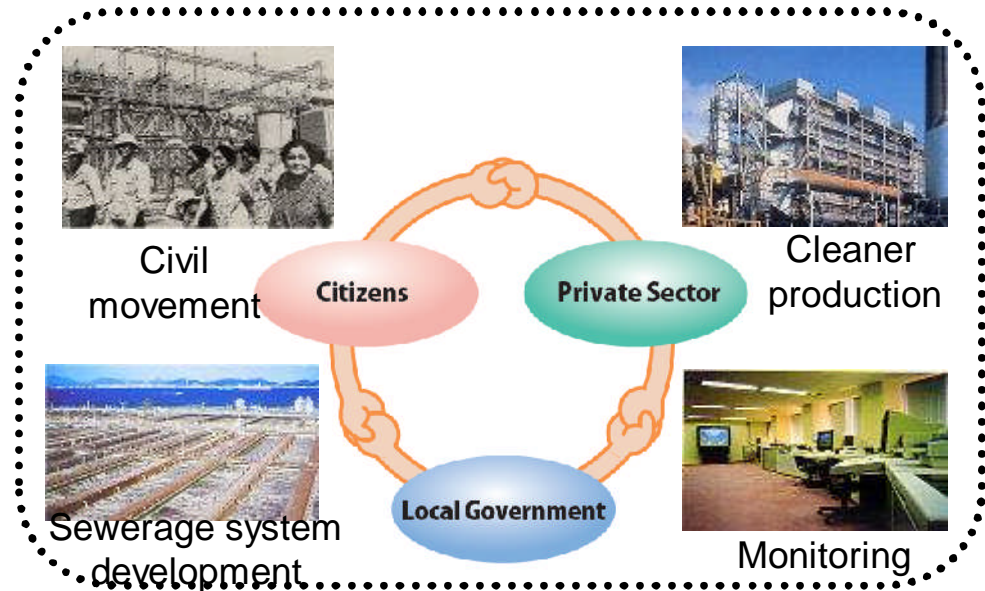 Civil
movement
Citizens
Private Sector
Cleaner
production
Sewerage system
development
Local Government
Monitoring